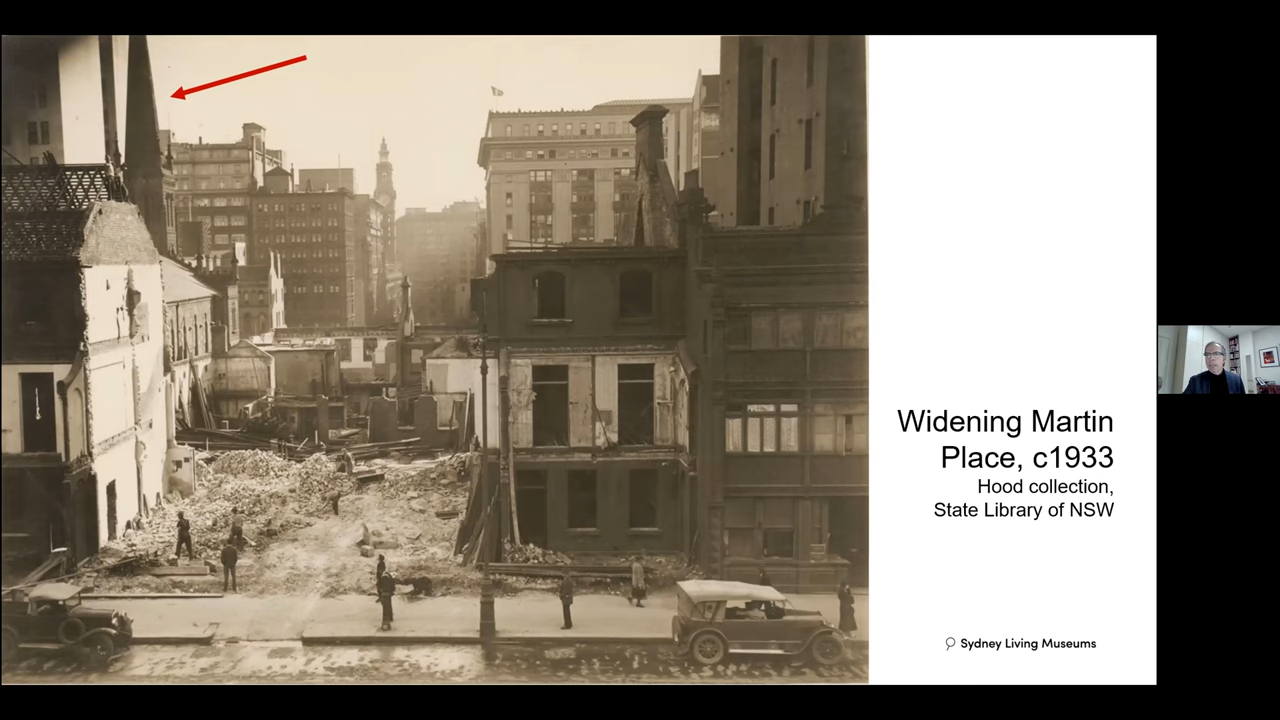 Widening Martin
Place, c1933
Hood collection,
State Library of NSW
Sydney Living Museums